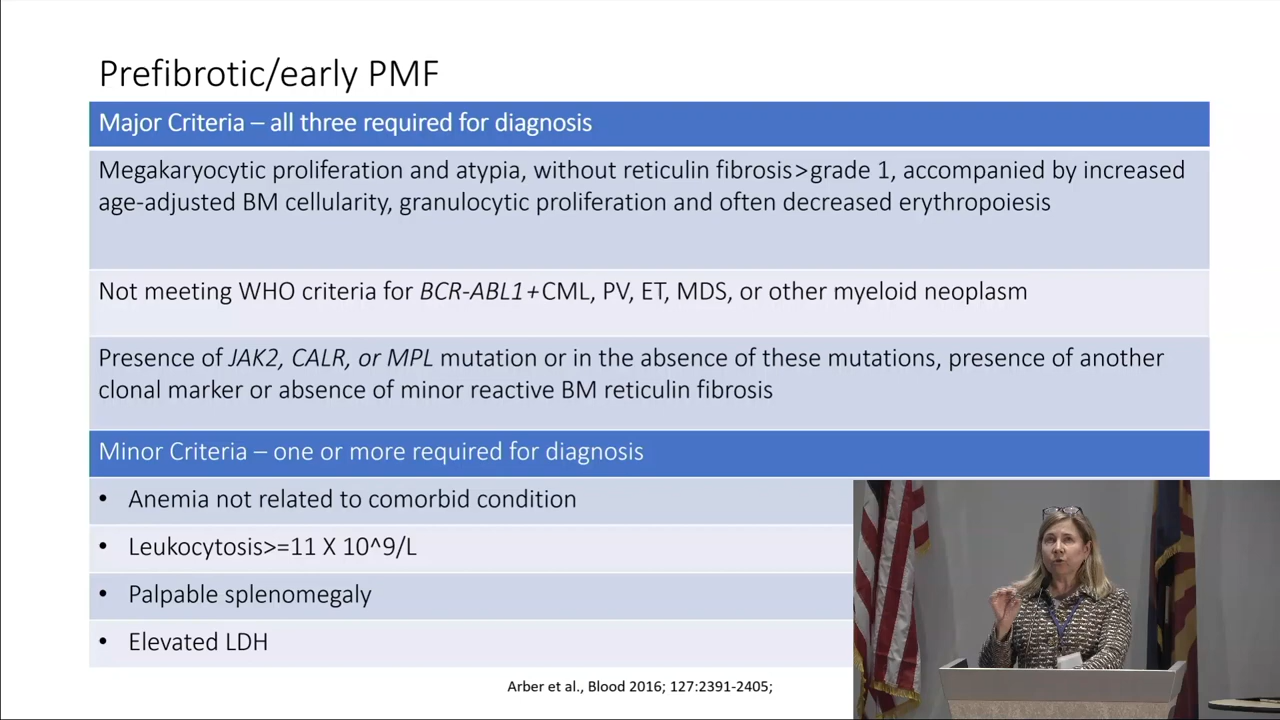 Prefibrotic/early PMF
Major Criteria – all three required for diagnosis
Megakaryocytic proliferation and atypia, without reticulin fibrosis>grade 1, accompanied by increased
age-adjusted BM cellularity, granulocytic proliferation and often decreased erythropoiesis
Not meeting WHO criteria for BCR-ABL1+CML, PV, ET, MDS, or other myeloid neoplasm
Presence of JAK2, CALR, or MPL mutation or in the absence of these mutations, presence of another
clonal marker or absence of minor reactive BM reticulin fibrosis
Minor Criteria – one or more required for diagnosis
• Anemia not related to comorbid condition
• Leukocytosis>=11 X 10^9/L
• Palpable splenomegaly
• Elevated LDH
Arber et al., Blood 2016; 127:2391-2405;